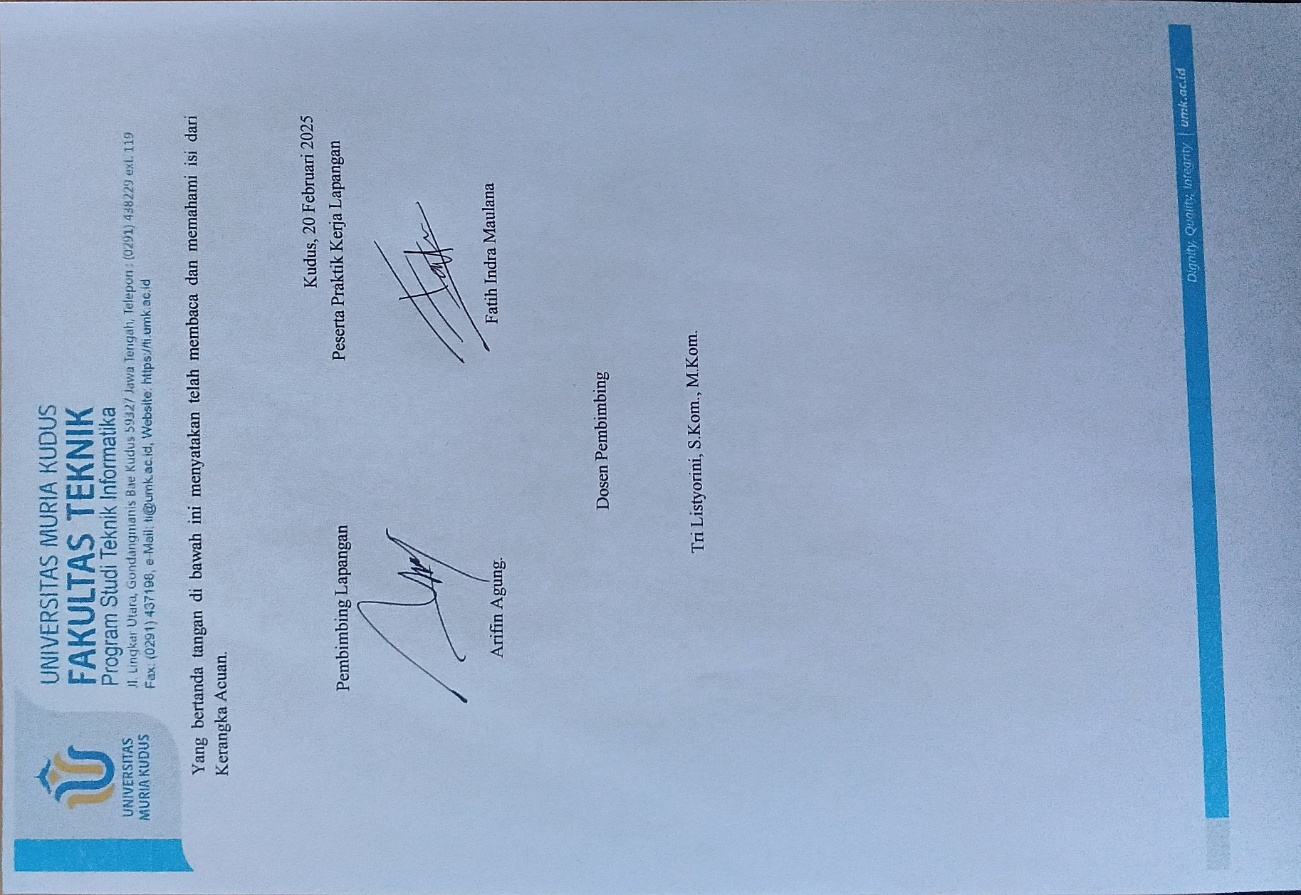 UNIVERSITAS
MURIA KUDUS
UNIVERSITAS MURIA KUDUS
FAKULTAS TEKNIK
Program Studi Teknik Informatika
Jl. Lingkar Utara, Gondangmanis Bae Kudus 59327 Jawa Tengah, Telepon : (0291) 438229 ext. 119
Fax: (0291) 437198, e-Mail: ti@umk.ac.id, Website: https://ti.umk.ac.id
Yang bertanda tangan di bawah ini menyatakan telah membaca dan memahami isi dari
Kerangka Acuan.
Kudus, 20 Februari 2025
Pembimbing Lapangan
Peserta Praktik Kerja Lapangan
Arifin Agung.
Fatih Indra Maulana
Dosen Pembimbing
Tri Listyorini, S.Kom., M.Kom.
Dignity, Quality, Integrity | umk.ac.id